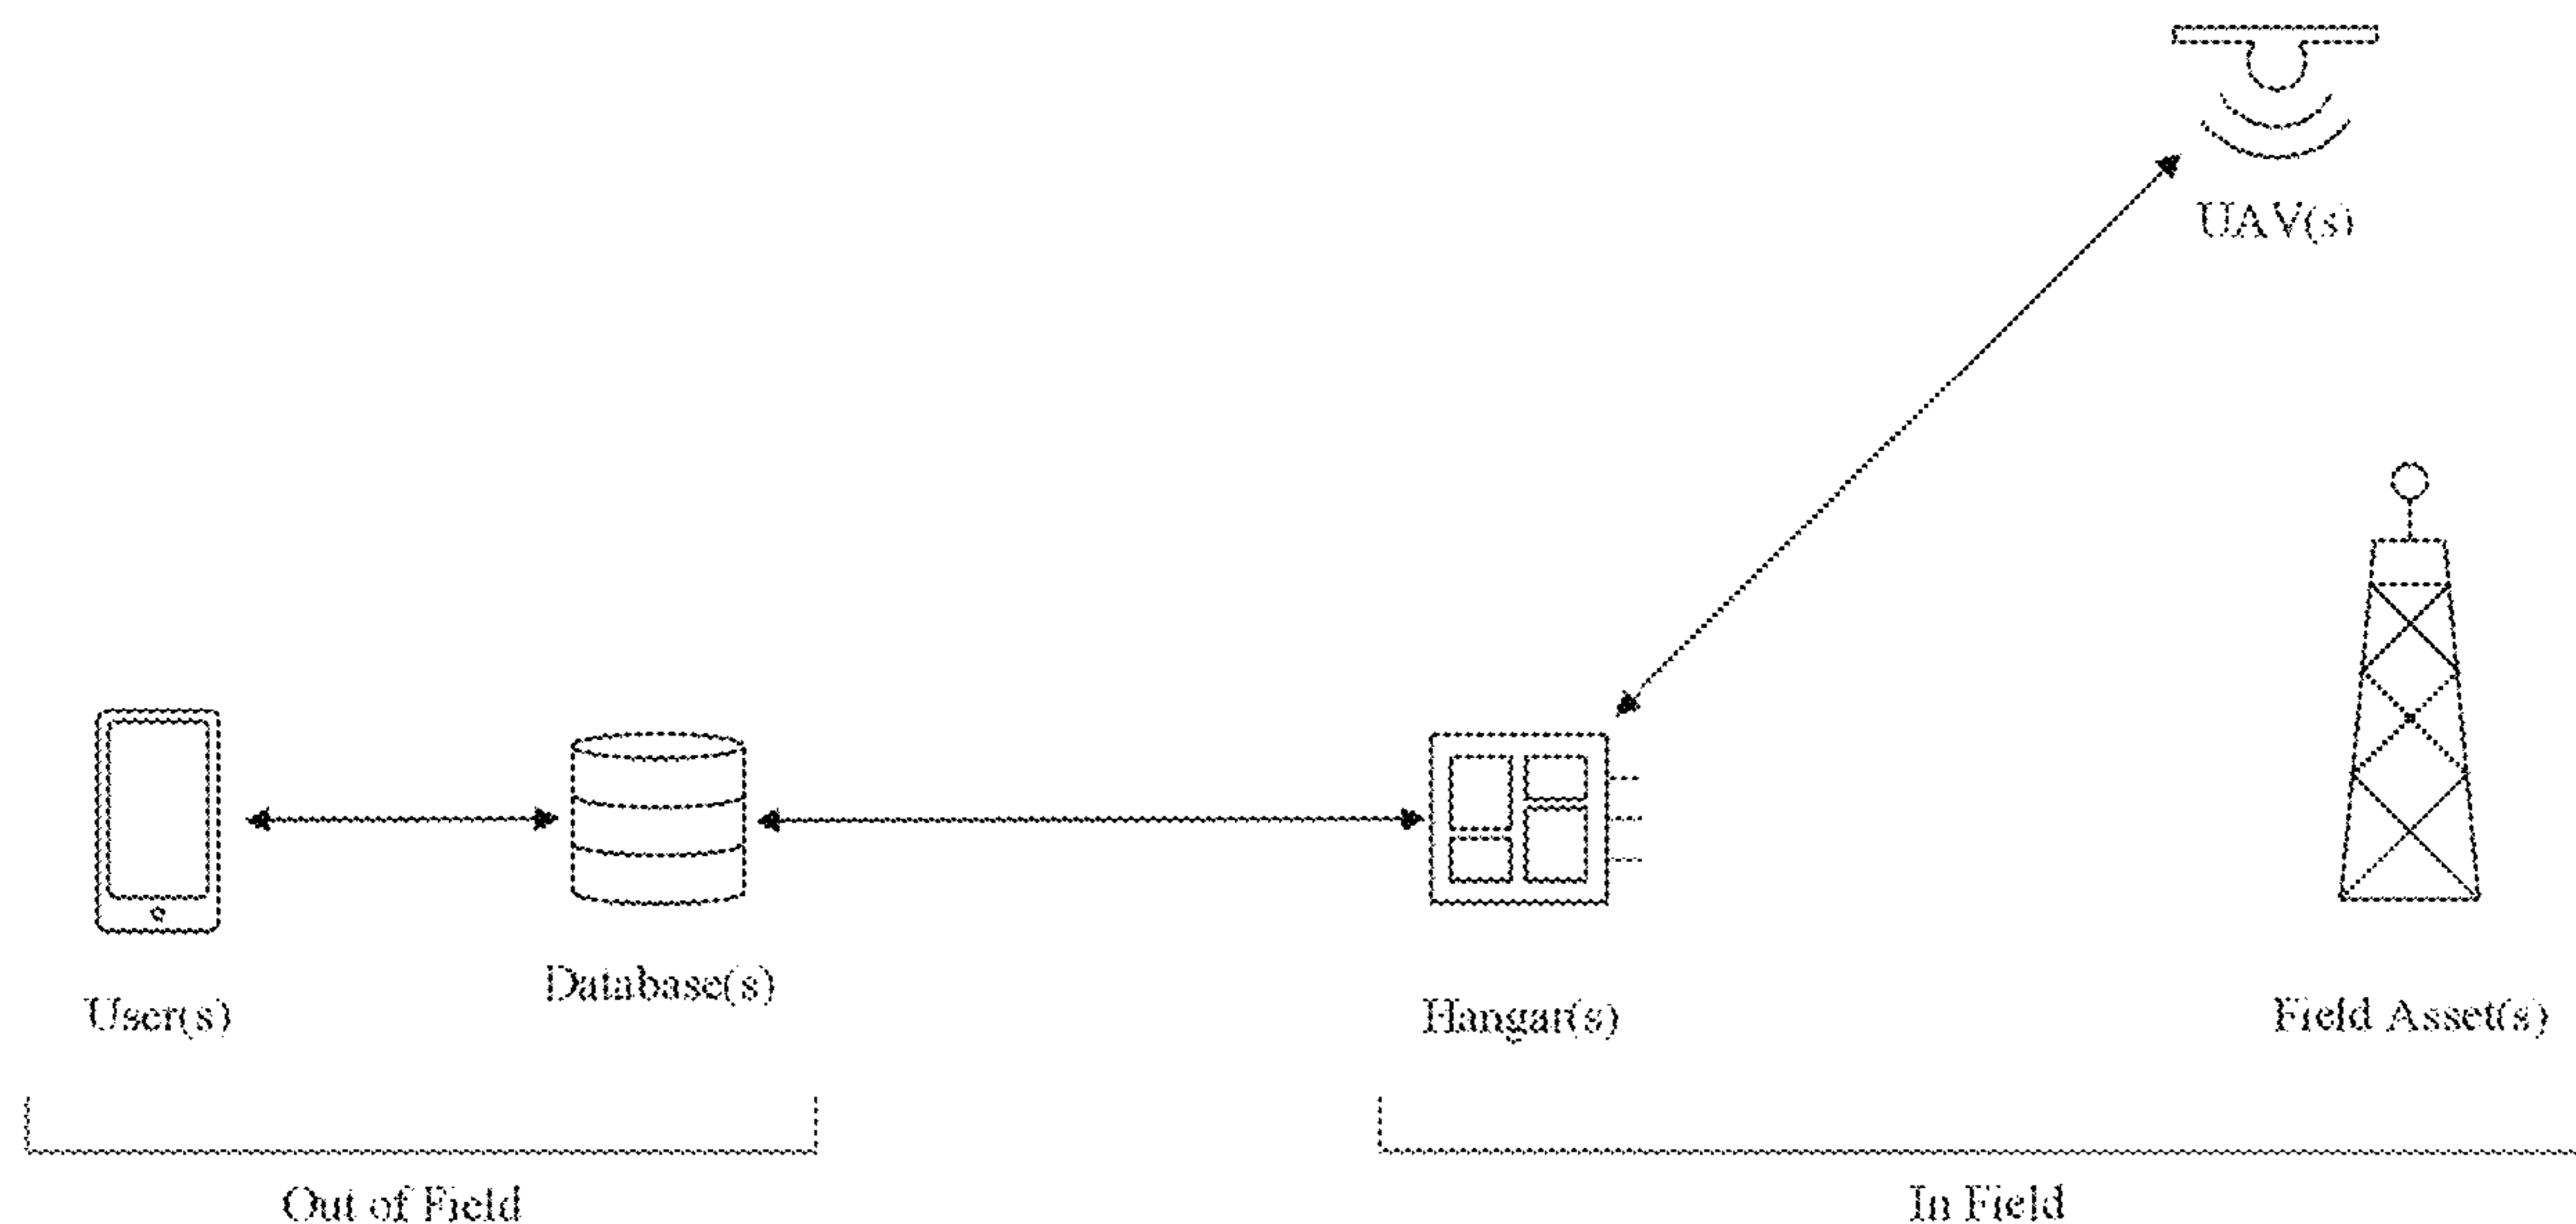 UAV(s)
User(s)
Database(s)
Hangar(s)
Field Asset(s)
Out of Field
In Field